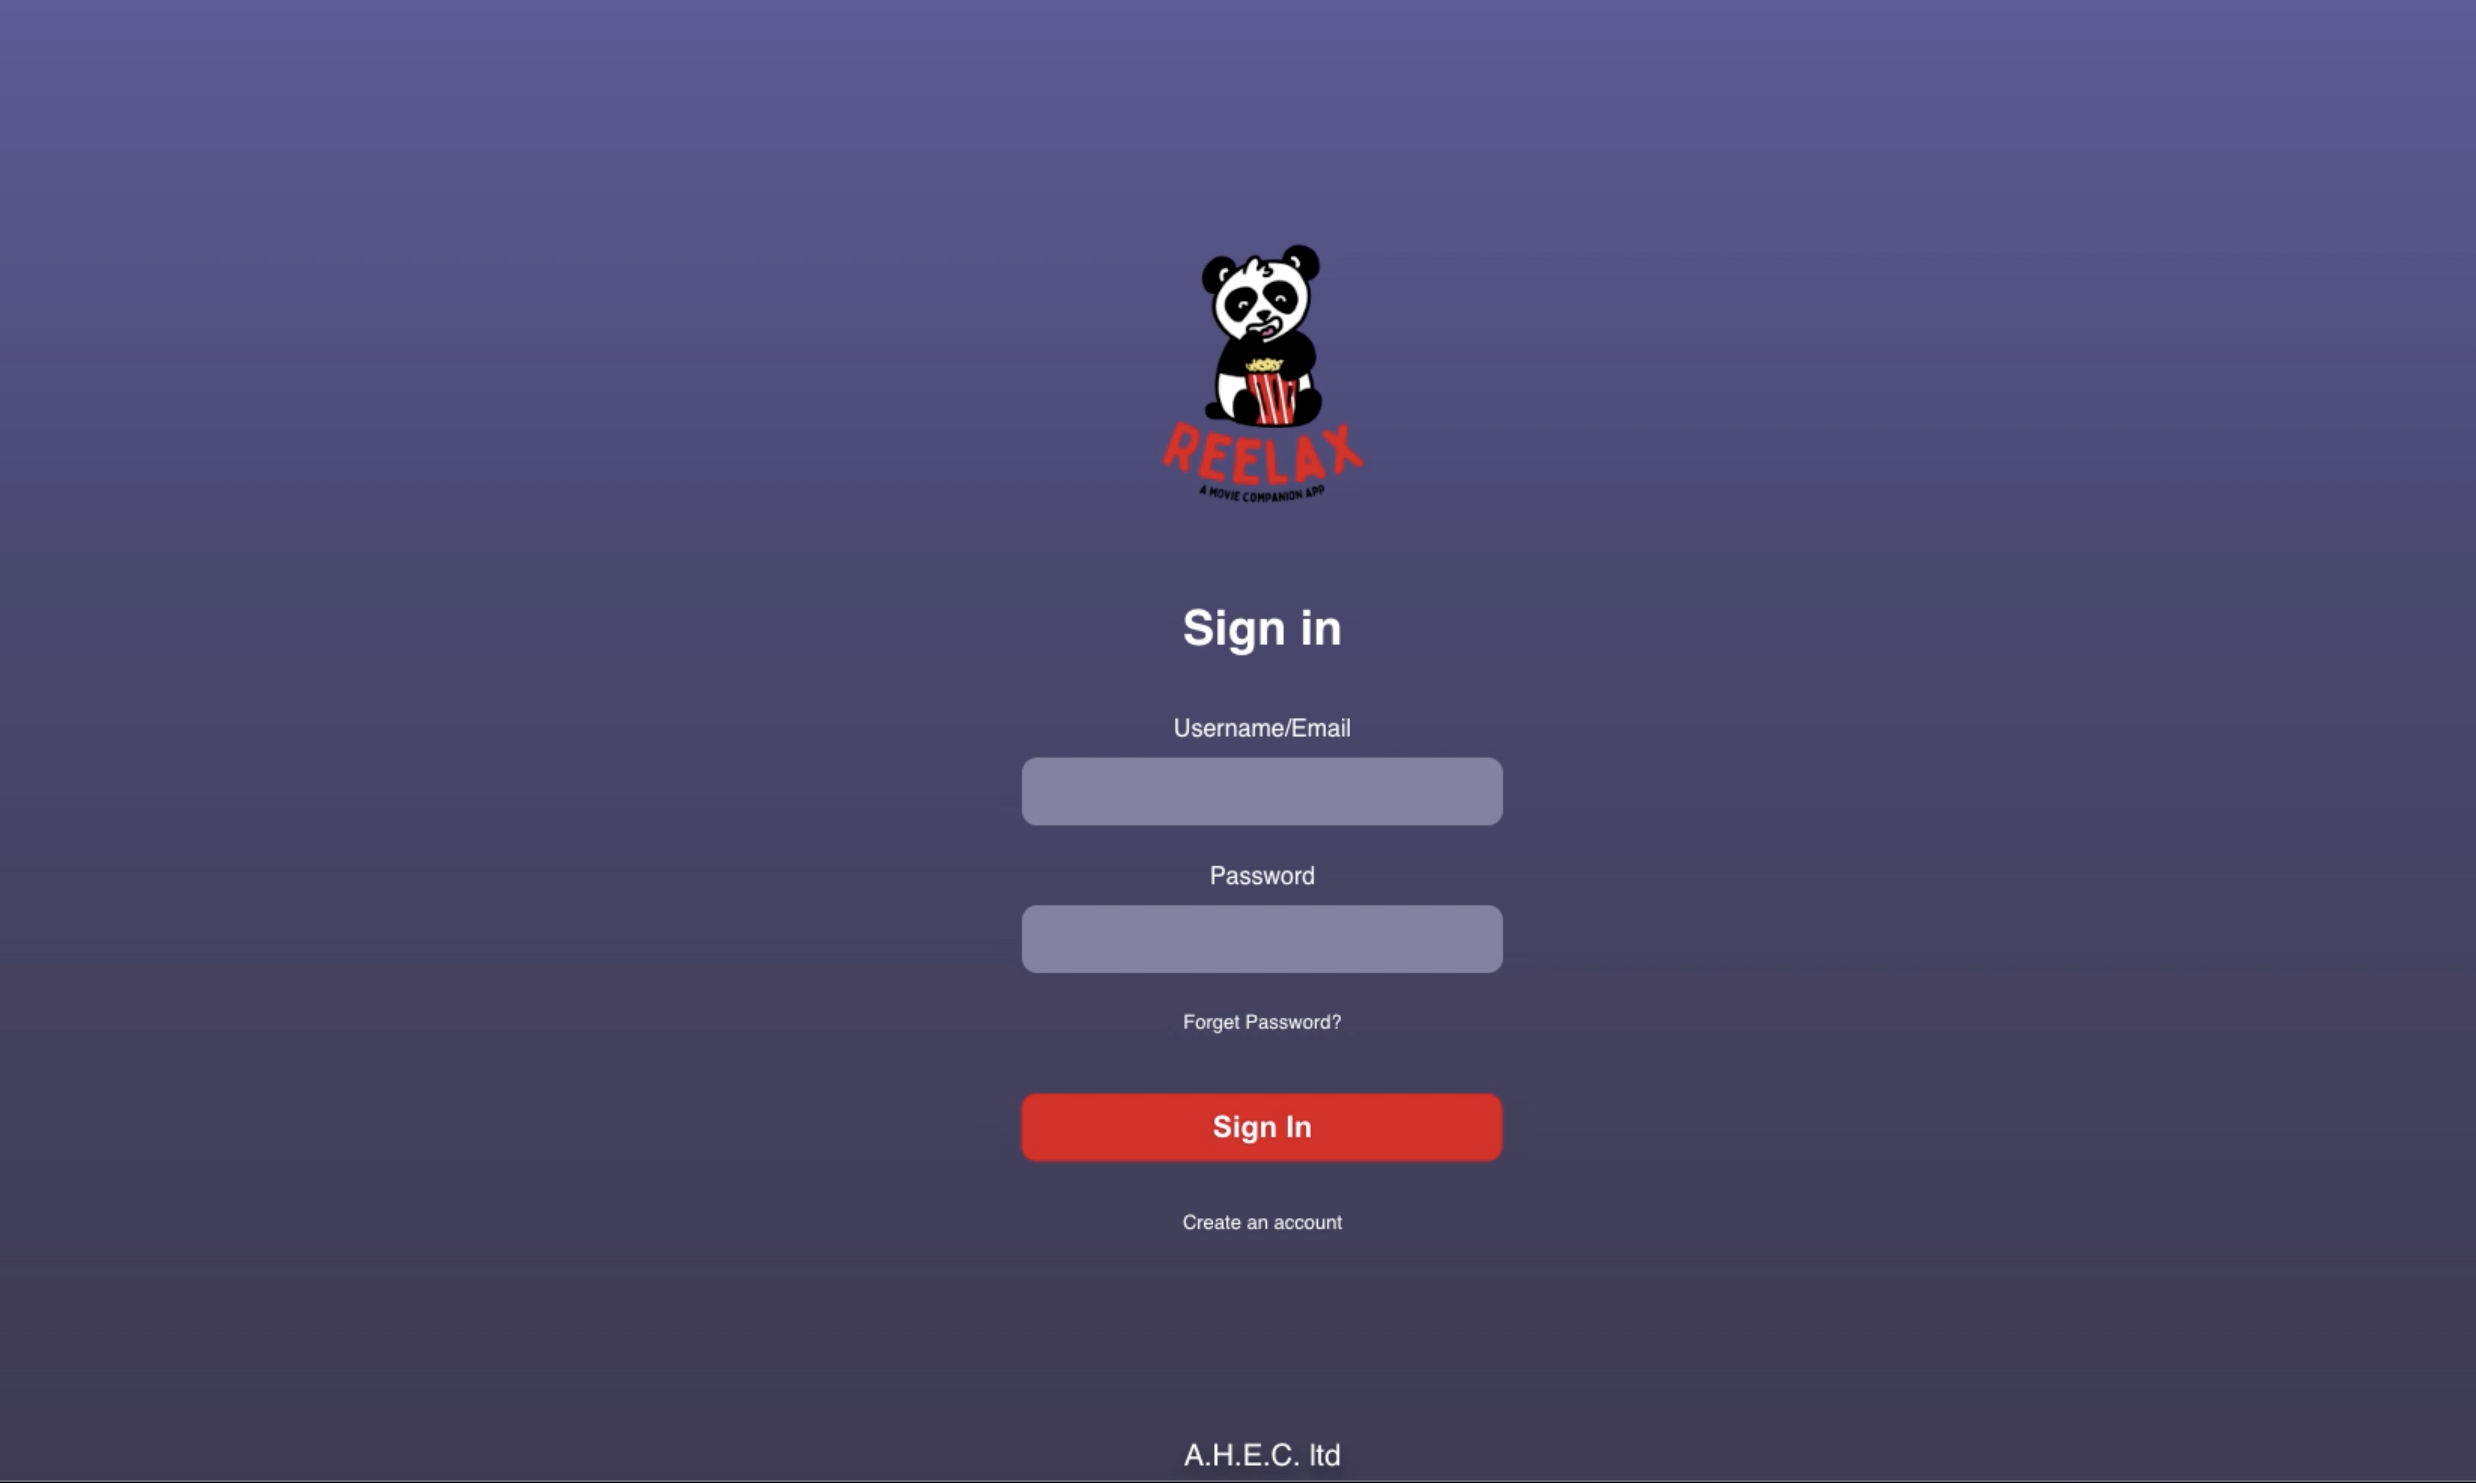 REELAX
A MOVIE COMPANION APP
Sign in
Username/Email
Password
Forget Password?
Sign In
Create an account
A.H.E.C. ltd